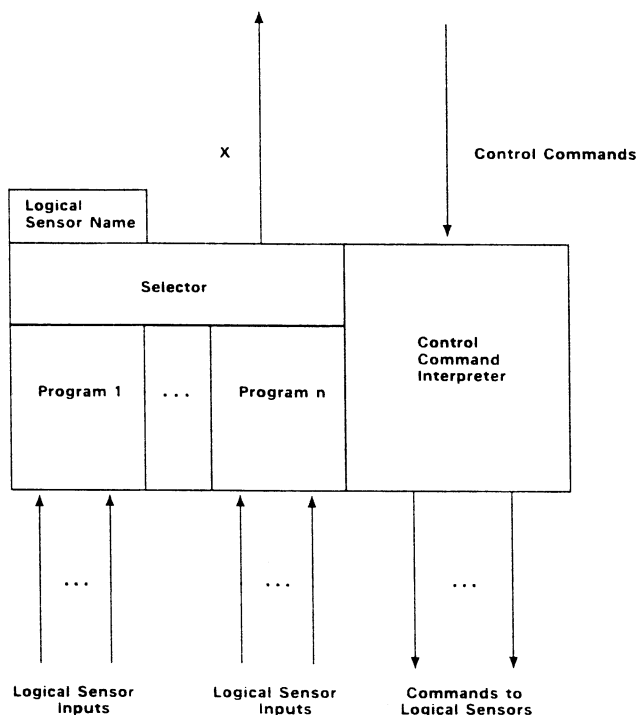 X
Control Commands
Logical
Sensor Name
Selector
Control
Command
Interpreter
Program 1
...
Program n
...
...
...
Logical Sensor
Inputs
Logical Sensor
Inputs
Commands to
Logical Sensors